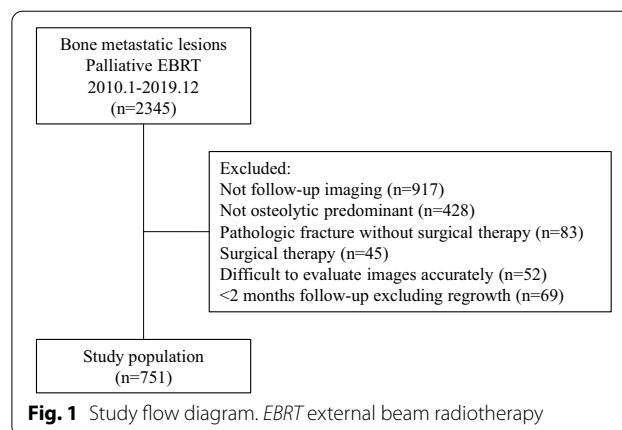 Bone metastatic lesions
Palliative EBRT
2010.1-2019.12
(n=2345)
Excluded:
Not follow-up imaging (n=917)
Not osteolytic predominant (n=428)
Pathologic fracture without surgical therapy (n=83)
Surgical therapy (n=45)
Difficult to evaluate images accurately (n=52)
<2 months follow-up excluding regrowth (n=69)
Study population
(n=751)
Fig. 1 Study flow diagram. EBRT external beam radiotherapy